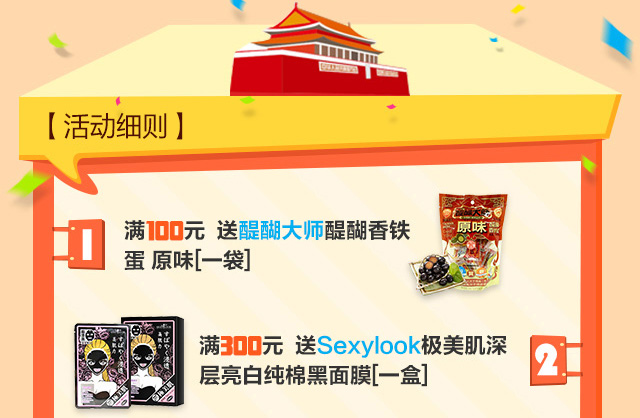 【活动细则】
1
满100元 送醍醐大师醍醐香铁
蛋 原味[一袋]
原味
满300元 送Sexylook极美肌深
层亮白纯棉黑面膜[一盒]
2